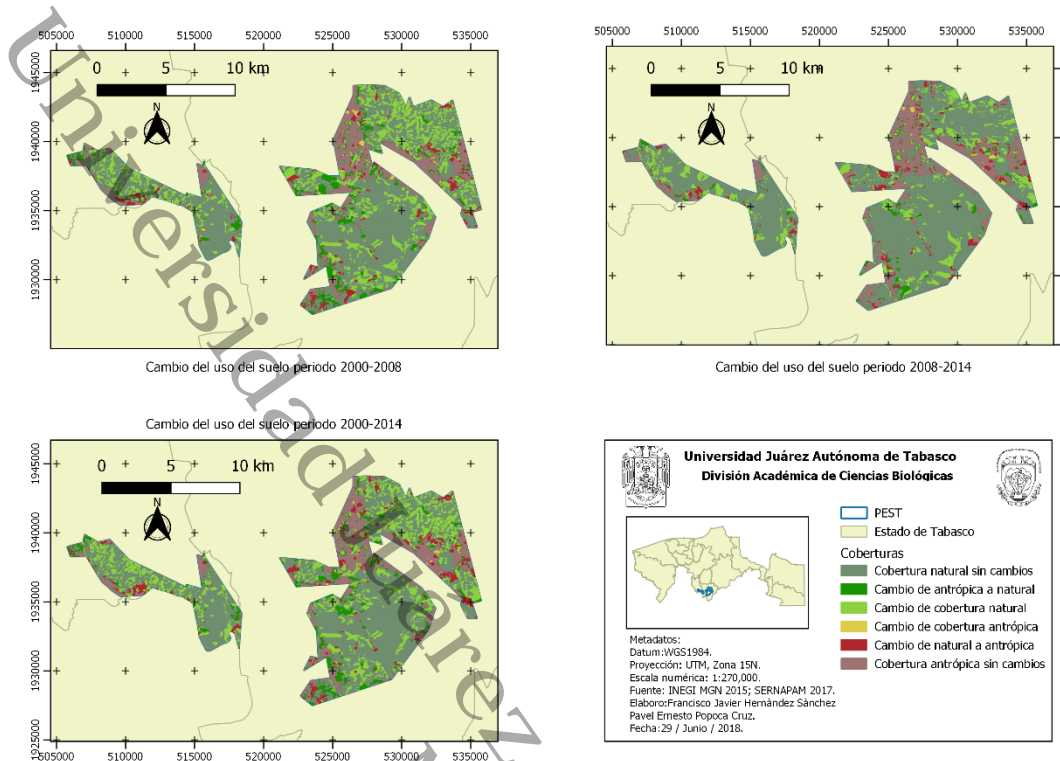 505000 510000 515000 520000 525000 530000 535000
0 5 10 km
N
1945000
1940000
1935000
1930000
Cambio del uso del suelo periodo 2000-2008
505000 510000 515000 520000 525000 530000 535000
0 5 10 km
N
Cambio del uso del suelo periodo 2008-2014
Cambio del uso del suelo periodo 2000-2014
0 5 10 km
N
1945000
1940000
1935000
1930000
1925000
505000 510000 515000 520000 525000 530000 535000
Universidad Juárez Autónoma de Tabasco
División Académica de Ciencias Biológicas
PEST
Estado de Tabasco
Coberturas
Cobertura natural sin cambios
Cambio de antrópica a natural
Cambio de cobertura natural
Cambio de cobertura antrópica
Cambio de natural a antrópica
Cobertura antrópica sin cambios
Metadatos:
Datum:WGS1984.
Proyección: UTM, Zona 15N.
Escala numérica: 1:270,000.
Fuente: INEGI MGN 2015; SERNAPAM 2017.
Elaboro:Francisco Javier Hernández Sánchez
Pavel Ernesto Popoca Cruz.
Fecha:29 / Junio / 2018.
Universidad Juárez